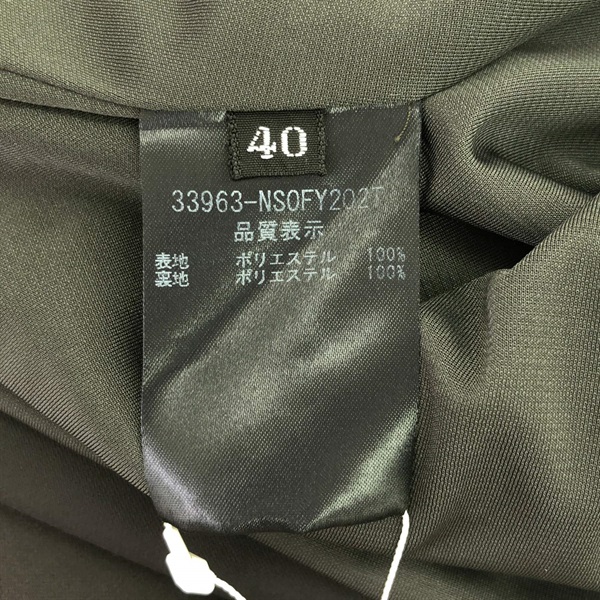 40
33963-NSOFY202T
品質表示
表地 ポリエステル 100%
裏地 ポリエステル 100%